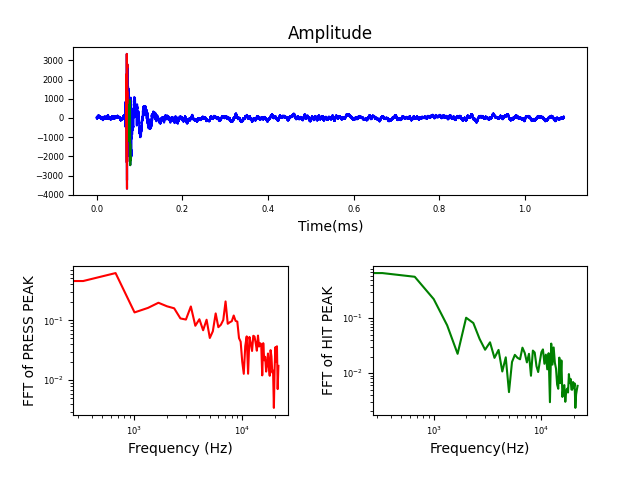 Amplitude
3000
2000
1000
0
−1000
−2000
−3000
−4000
0.0 0.2 0.4 0.6 0.8 1.0
Time(ms)
FFT of PRESS PEAK
10⁻¹
10⁻²
10³ 10⁴
Frequency (Hz)
FFT of HIT PEAK
10⁻¹
10⁻²
10³ 10⁴
Frequency(Hz)